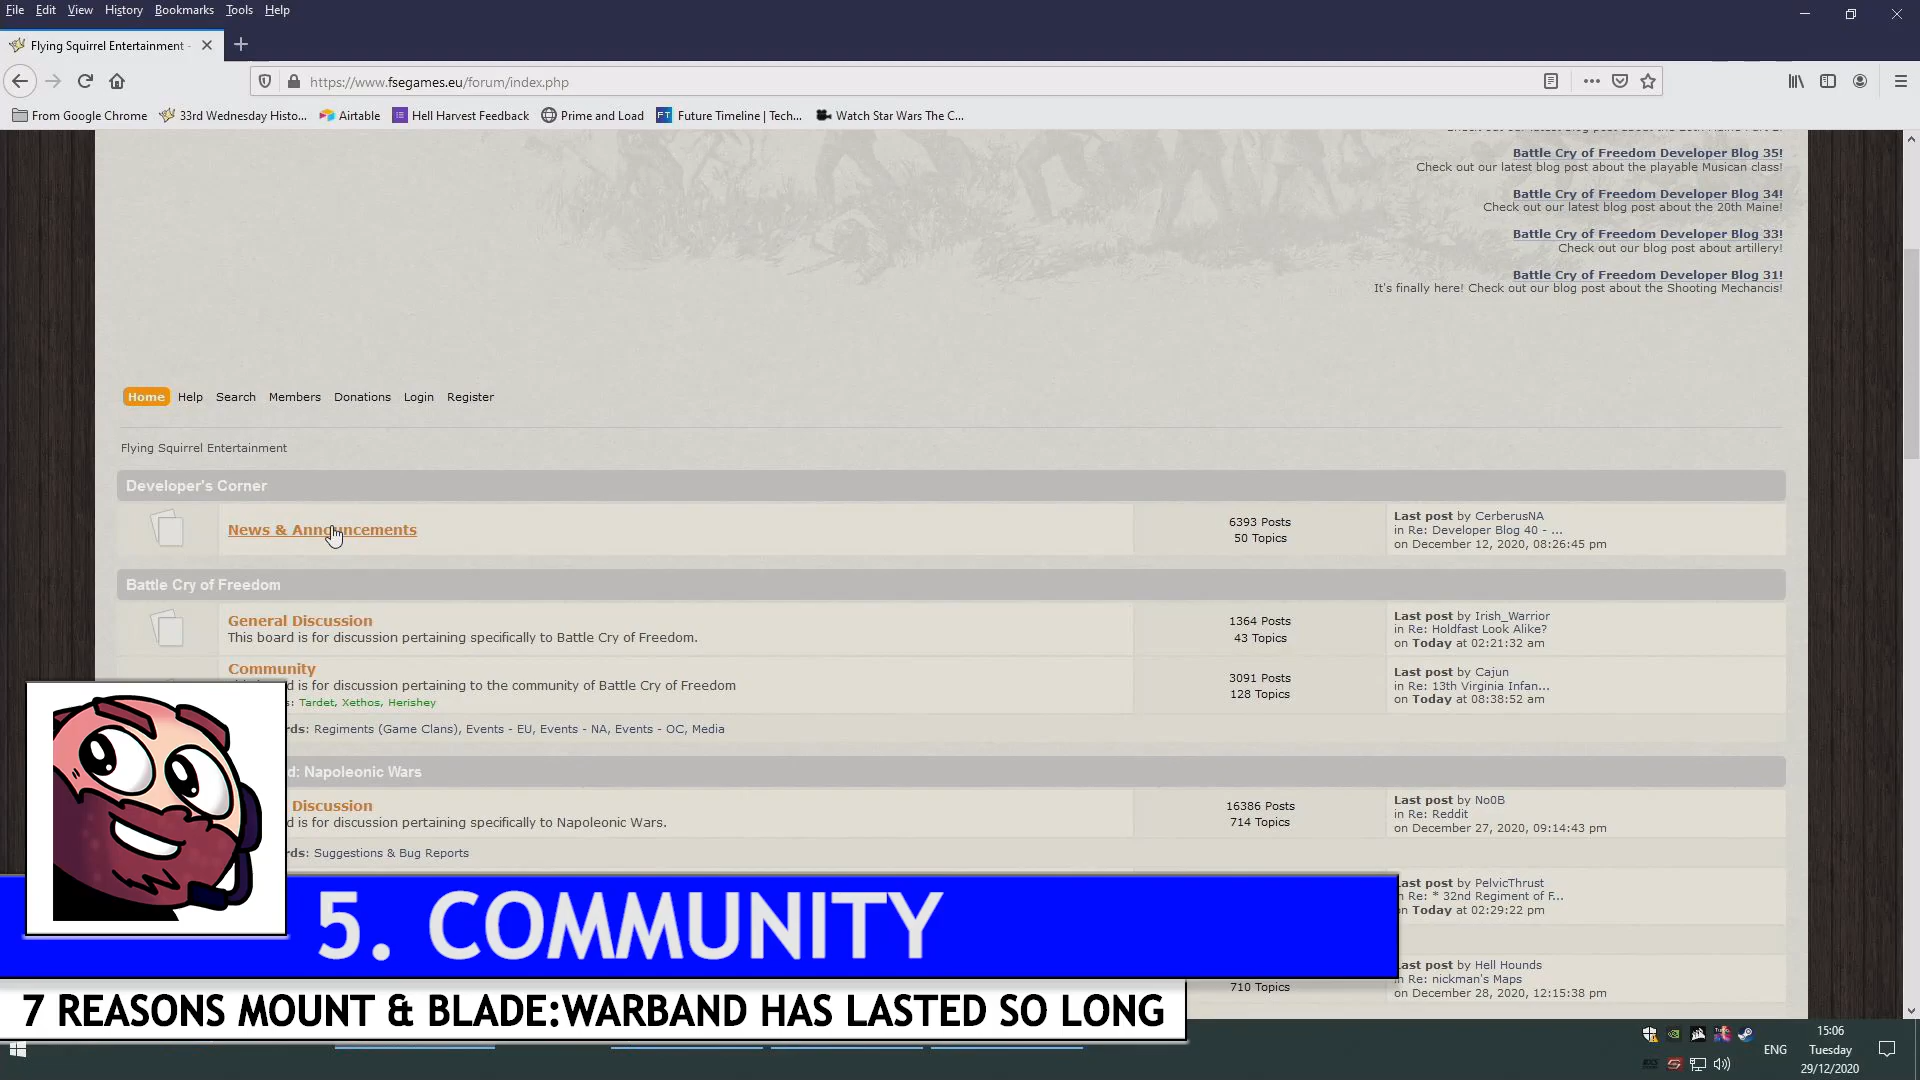 File Edit View History Bookmarks Tools Help
Flying Squirrel Entertainment -
https://www.fsegames.eu/forum/index.php
From Google Chrome 33rd Wednesday Histo... Airtable Hell Harvest Feedback Prime and Load Future Timeline | Tech... Watch Star Wars The C...
Battle Cry of Freedom Developer Blog 35!
Check out our latest blog post about the playable Musican class!
Battle Cry of Freedom Developer Blog 34!
Check out our latest blog post about the 20th Maine!
Battle Cry of Freedom Developer Blog 33!
Check out our blog post about artillery!
Battle Cry of Freedom Developer Blog 31!
It's finally here! Check out our blog post about the Shooting Mechancis!
Home Help Search Members Donations Login Register
Flying Squirrel Entertainment
Developer's Corner
News & Announcements
6393 Posts
50 Topics
Last post by CerberusNA
in Re: Developer Blog 40 - ...
on December 12, 2020, 08:26:45 pm
Battle Cry of Freedom
General Discussion
This board is for discussion pertaining specifically to Battle Cry of Freedom.
1364 Posts
43 Topics
Last post by Irish_Warrior
in Re: Holdfast Look Alike?
on Today at 02:21:32 am
Community
d is for discussion pertaining to the community of Battle Cry of Freedom
s: Tardet, Xethos, Herishey
3091 Posts
128 Topics
Last post by Cajun
in Re: 13th Virginia Infan...
on Today at 08:38:52 am
rds: Regiments (Game Clans), Events - EU, Events - NA, Events - OC, Media
d: Napoleonic Wars
Discussion
d is for discussion pertaining specifically to Napoleonic Wars.
16386 Posts
714 Topics
Last post by No0B
in Re: Reddit
on December 27, 2020, 09:14:43 pm
rds: Suggestions & Bug Reports
ast post by PelvicThrust
n Re: * 32nd Regiment of F...
n Today at 02:29:22 pm
ast post by Hell Hounds
n Re: nickman's Maps
n December 28, 2020, 12:15:38 pm
710 Topics
5. COMMUNITY
7 REASONS MOUNT & BLADE:WARBAND HAS LASTED SO LONG
ENG
15:06
Tuesday
29/12/2020